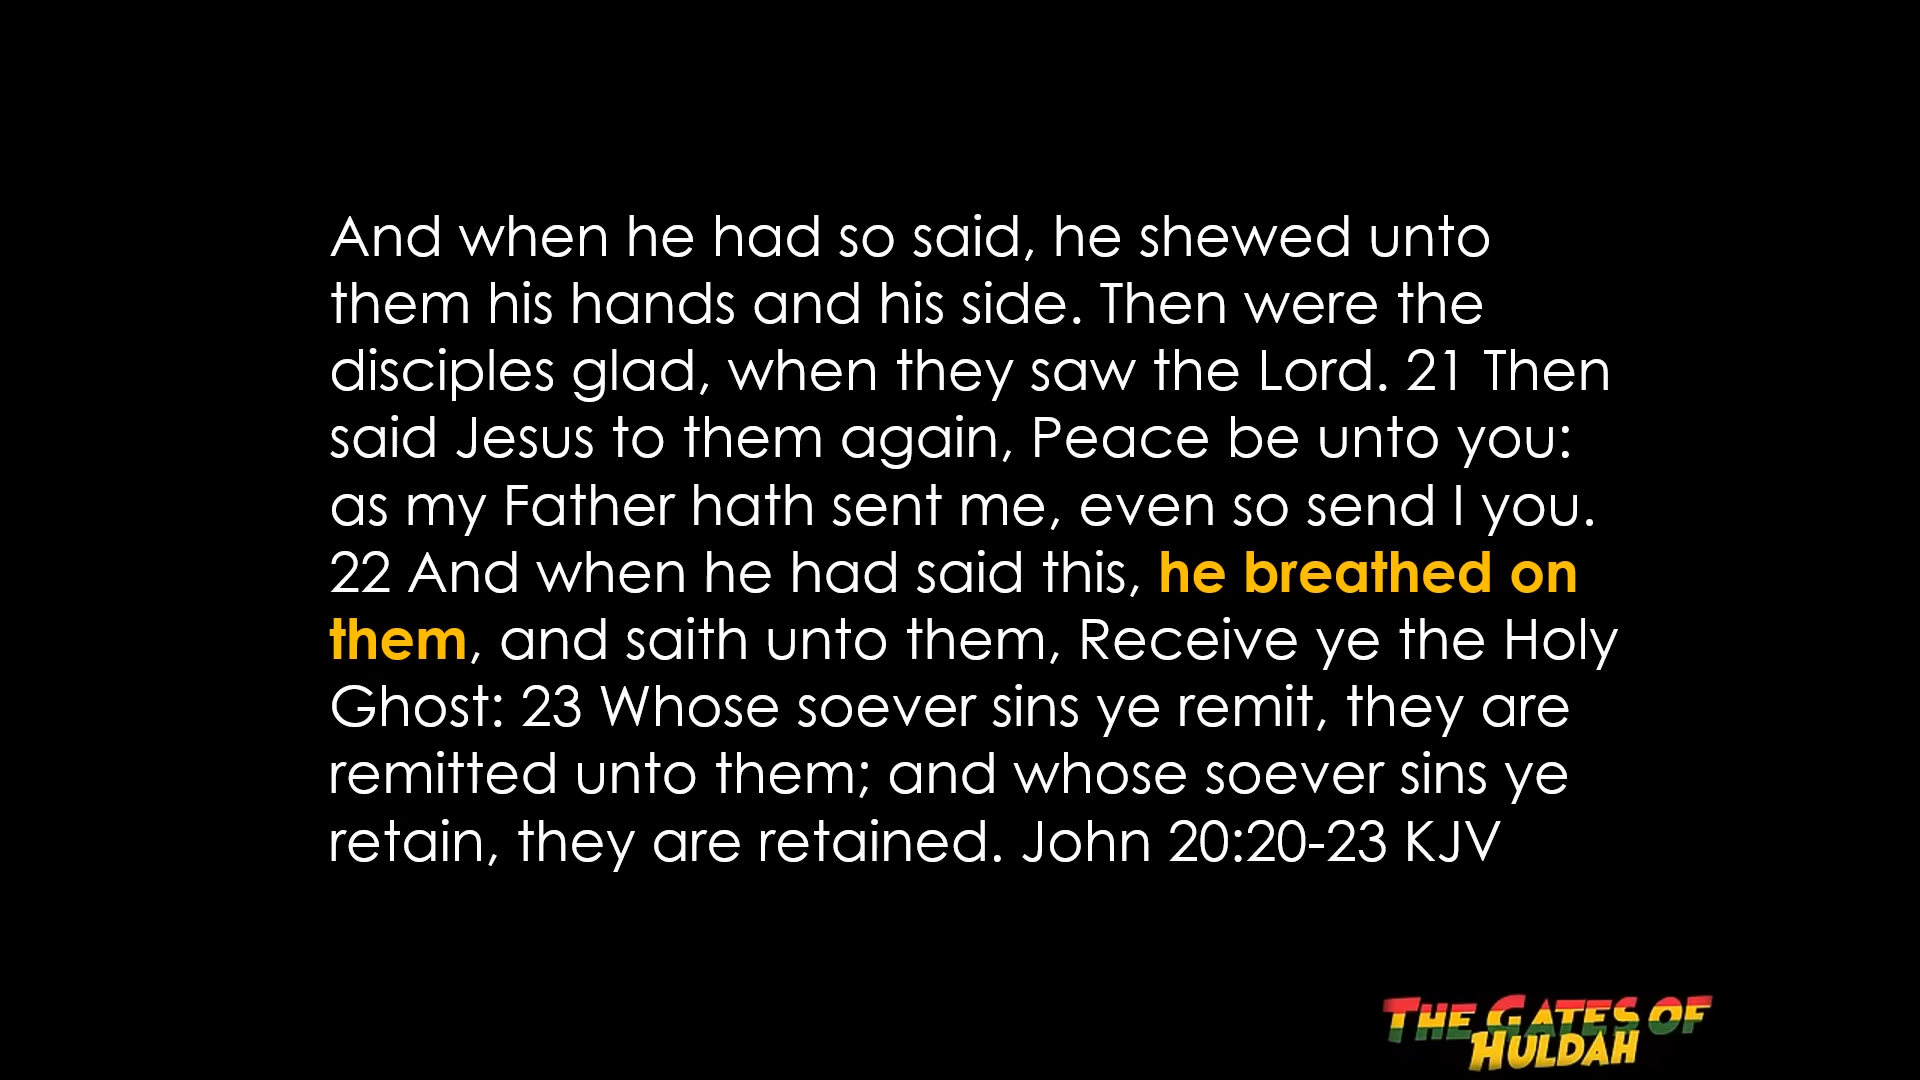 And when he had so said, he shewed unto
them his hands and his side. Then were the
disciples glad, when they saw the Lord. 21 Then
said Jesus to them again, Peace be unto you:
as my Father hath sent me, even so send I you.
22 And when he had said this, he breathed on
them, and saith unto them, Receive ye the Holy
Ghost: 23 Whose soever sins ye remit, they are
remitted unto them; and whose soever sins ye
retain, they are retained. John 20:20-23 KJV
THE GATES OF
HULDAH